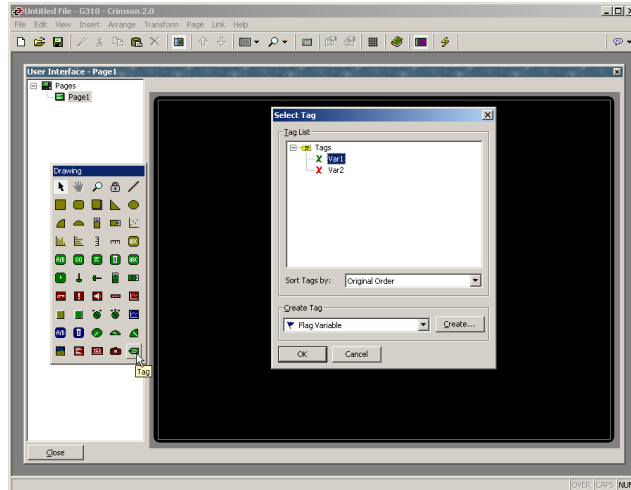 Untitled File - G310 - Crimson 2.0
File Edit View Insert Arrange Transform Page Link Help
User Interface - Page1
Pages
Page1
Select Tag
Tag List
Tags
Var1
Var2
Sort Tags by: Original Order
Create Tag
Flag Variable Create...
OK Cancel
Drawing
Tag
Close
OVER CAPS NUM